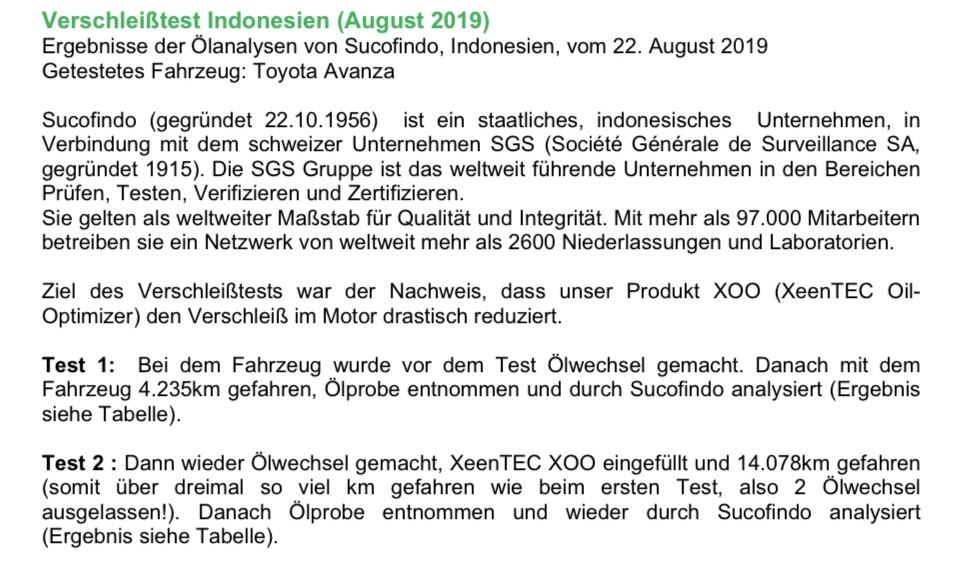 Verschleißtest Indonesien (August 2019)
Ergebnisse der Ölanalysen von Sucofindo, Indonesien, vom 22. August 2019
Getestetes Fahrzeug: Toyota Avanza
Sucofindo (gegründet 22.10.1956) ist ein staatliches, indonesisches Unternehmen, in
Verbindung mit dem schweizer Unternehmen SGS (Société Générale de Surveillance SA,
gegründet 1915). Die SGS Gruppe ist das weltweit führende Unternehmen in den Bereichen
Prüfen, Testen, Verifizieren und Zertifizieren.
Sie gelten als weltweiter Maßstab für Qualität und Integrität. Mit mehr als 97.000 Mitarbeitern
betreiben sie ein Netzwerk von weltweit mehr als 2600 Niederlassungen und Laboratorien.
Ziel des Verschleißtests war der Nachweis, dass unser Produkt XOO (XeenTEC Oil-
Optimizer) den Verschleiß im Motor drastisch reduziert.
Test 1: Bei dem Fahrzeug wurde vor dem Test Ölwechsel gemacht. Danach mit dem
Fahrzeug 4.235km gefahren, Ölprobe entnommen und durch Sucofindo analysiert (Ergebnis
siehe Tabelle).
Test 2 : Dann wieder Ölwechsel gemacht, XeenTEC XOO eingefüllt und 14.078km gefahren
(somit über dreimal so viel km gefahren wie beim ersten Test, also 2 Ölwechsel
ausgelassen!). Danach Ölprobe entnommen und wieder durch Sucofindo analysiert
(Ergebnis siehe Tabelle).